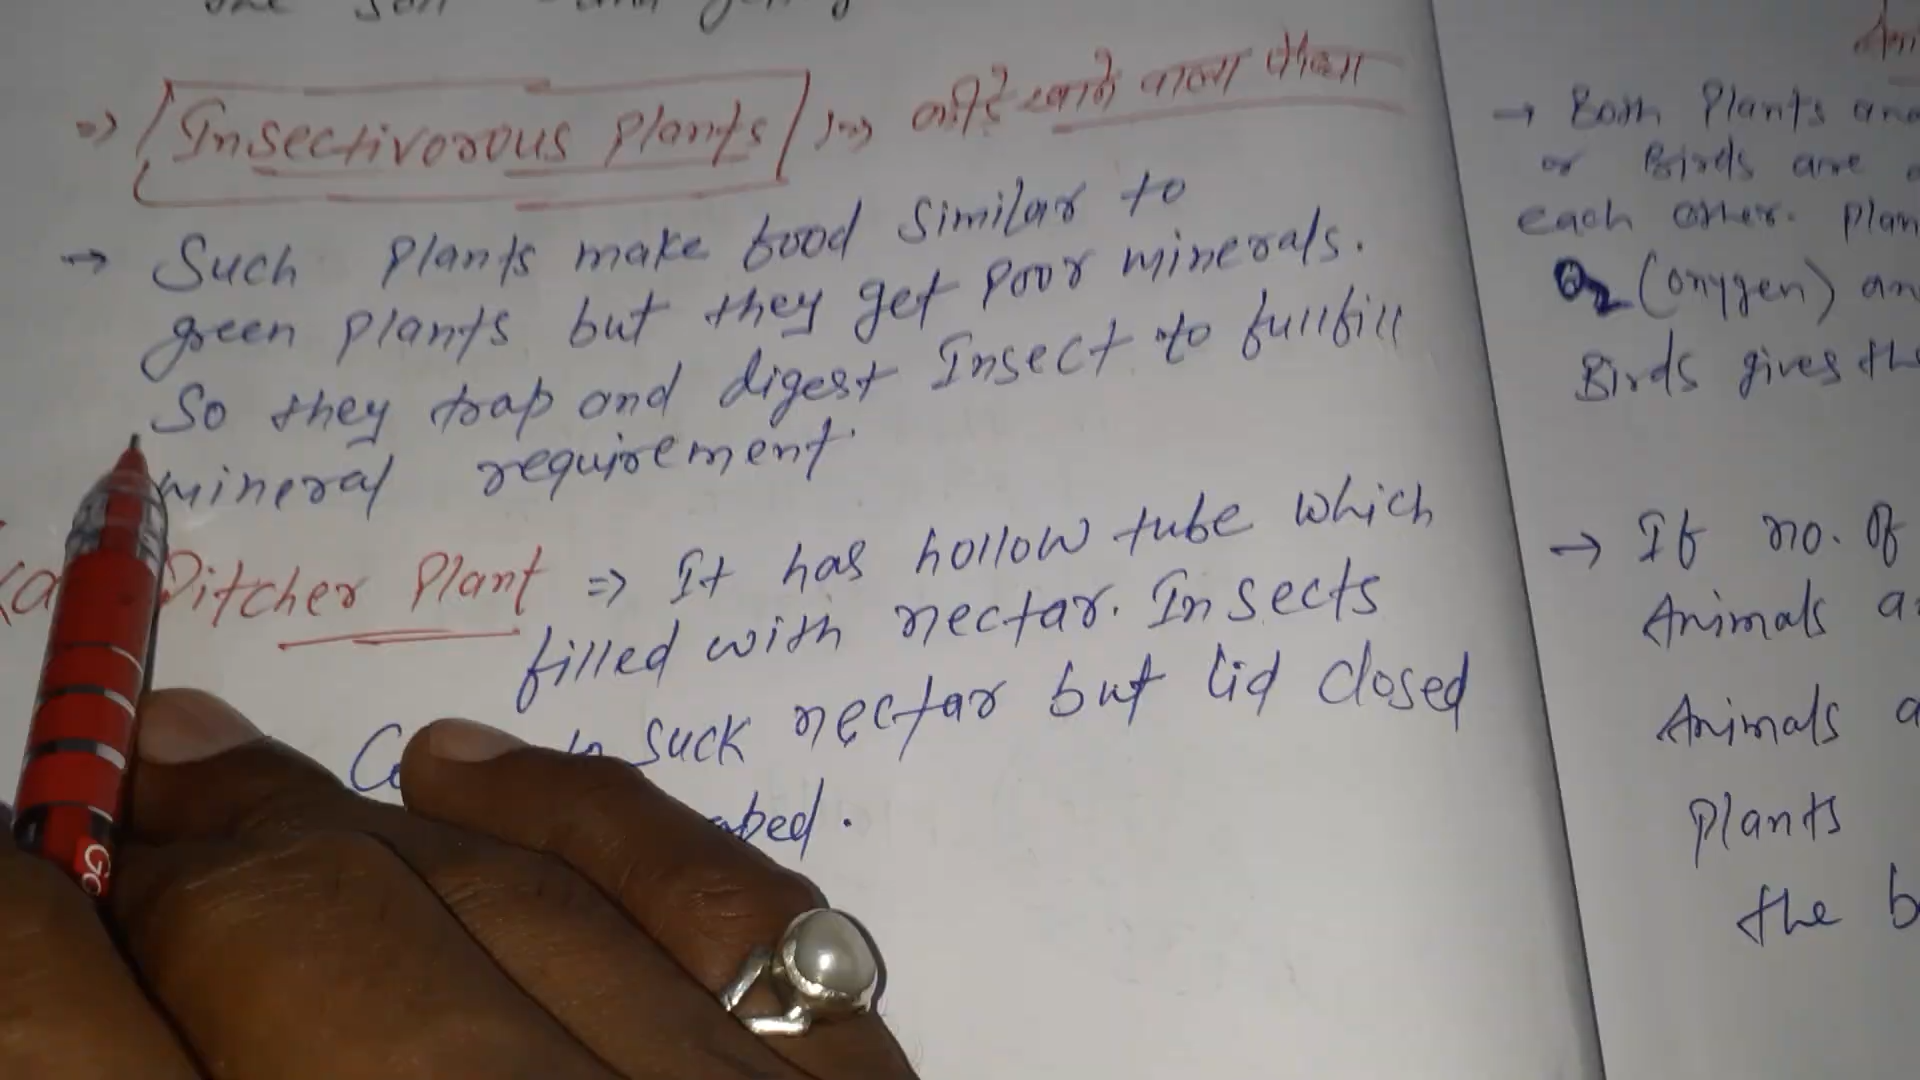 the soil
=> Insectivorous Plants => कीड़े खाने वाला पौधा
→ Such Plants make food Similar to
green Plants but they get poor minerals.
So they trap and digest Insect to fullfill
mineral requirement.
(a Pitcher Plant => It has hollow tube which
filled with nectar. Insects
suck nectar but lid closed
→ Both Plants an
or Birds are
each other. Plan
O2 (oxygen) an
Birds gives th
→ If no. of
Animals a
Animals a
Plants
the b
Go